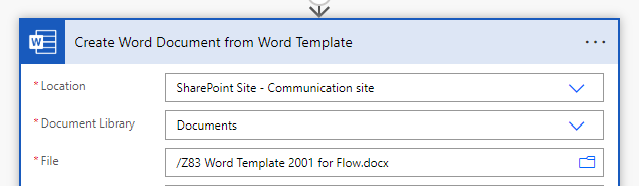 Create Word Document from Word Template
* Location
SharePoint Site - Communication site
* Document Library
Documents
* File
/Z83 Word Template 2001 for Flow.docx